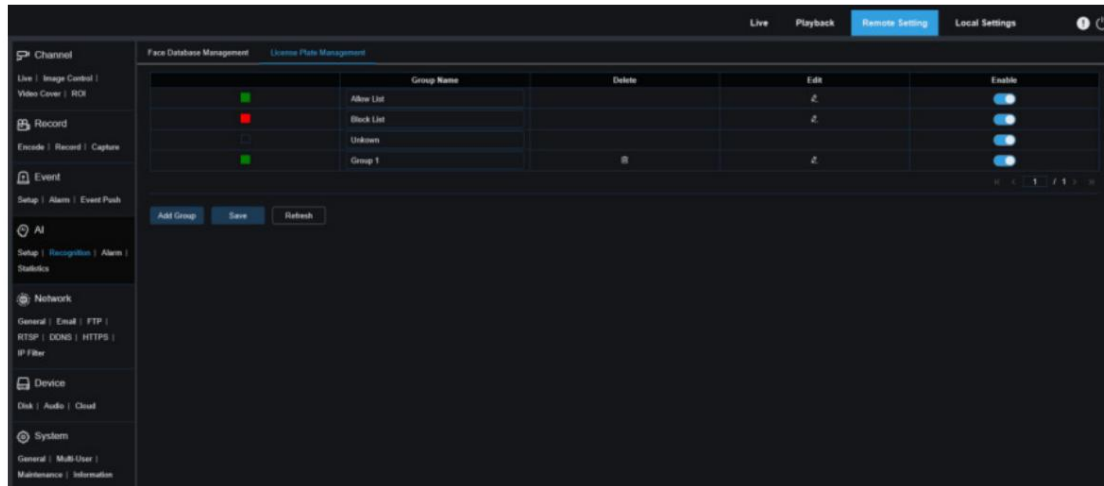 Live Playback Remote Setting Local Settings
Channel
Live | Image Control |
Video Cover | ROI
Record
Encode | Record | Capture
Event
Setup | Alarm | Event Push
AI
Setup | Recognition | Alarm |
Statistics
Network
General | Email | FTP |
RTSP | DDNS | HTTPS |
IP Filter
Device
Disk | Audio | Cloud
System
General | Multi-User |
Maintenance | Information
Face Database Management License Plate Management
Group Name Delete Edit Enable
Allow List
Block List
Unkown
Group 1
1 / 1
Add Group Save Refresh